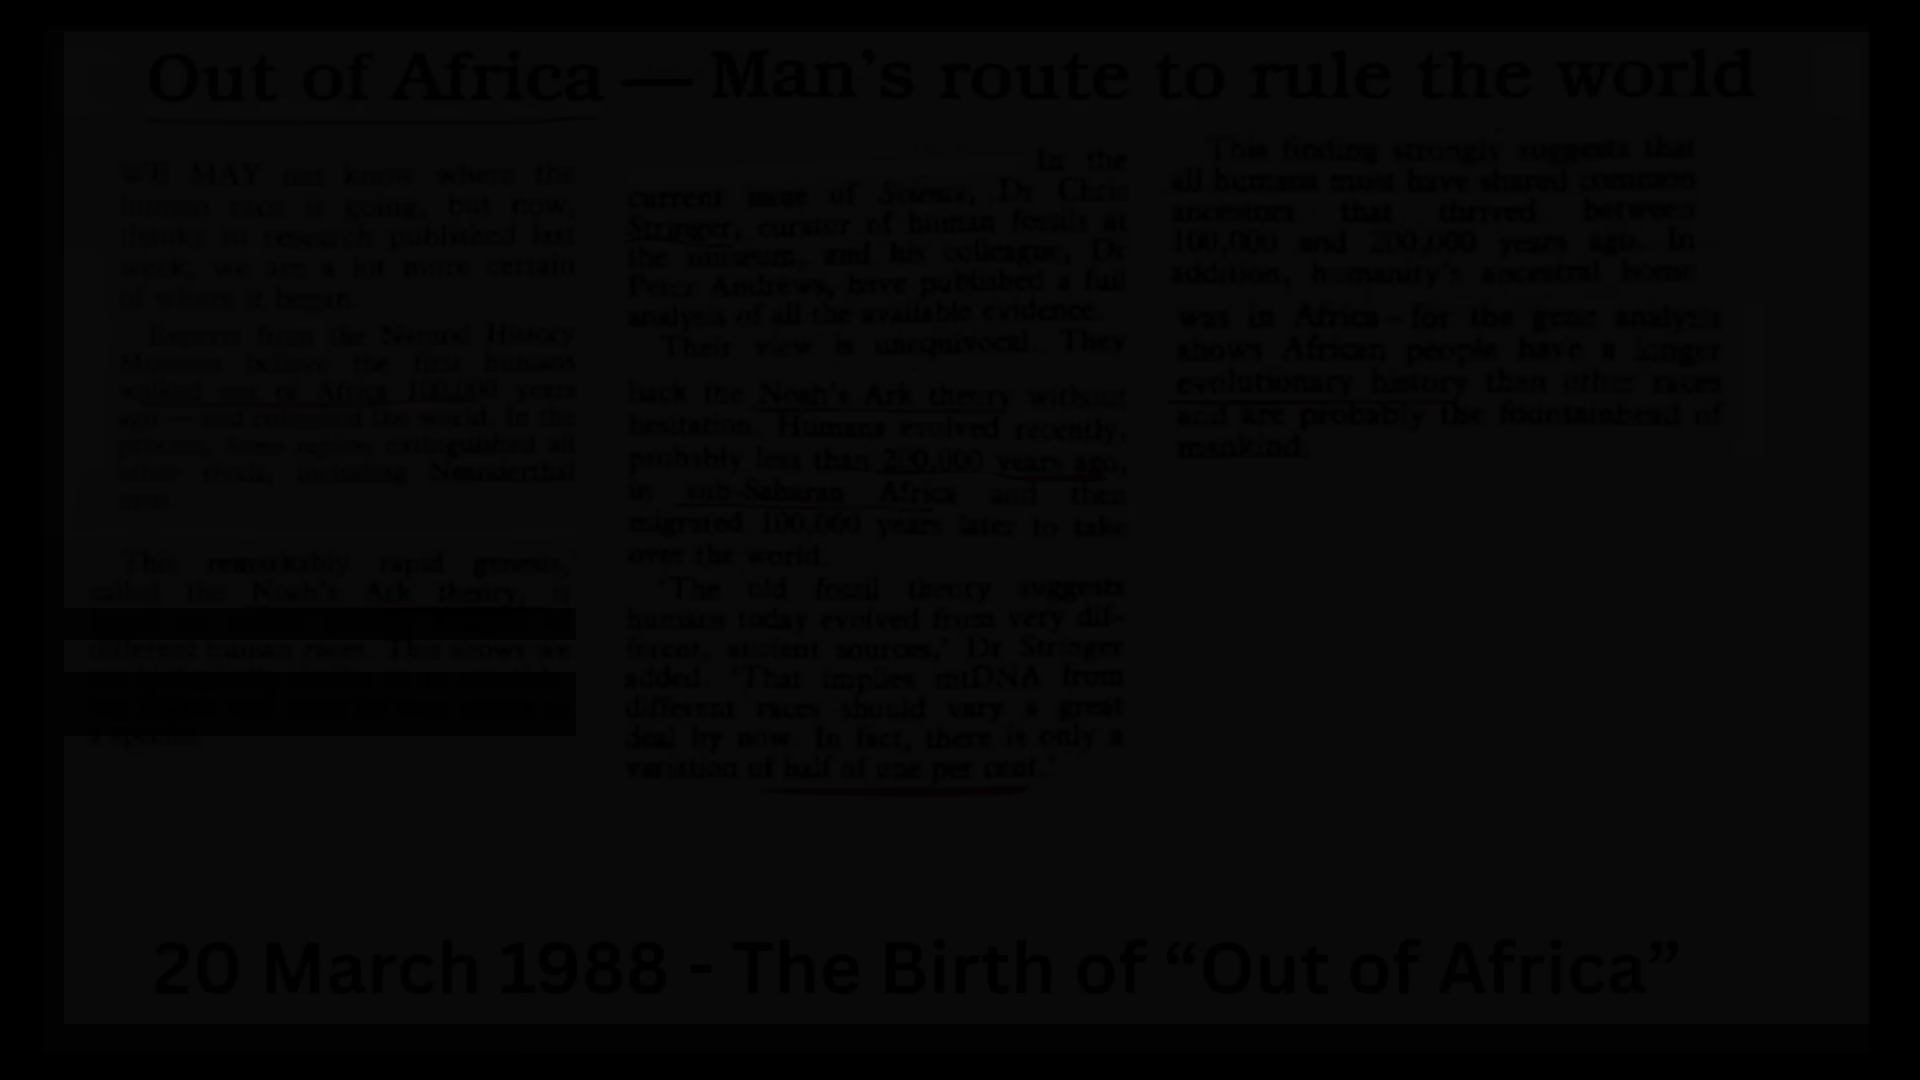 Out of Africa — Man's route to rule the world
WE MAY not know where the
human race is going, but now,
thanks to research published last
week, we are a lot more certain
of where it began.
Experts from the Natural History
Museum believe the first humans
walked out of Africa 100,000 years
ago — and colonised the world. In the
process, homo sapiens extinguished all
other rivals, including Neanderthal
man.
This remarkably rapid genesis,
called the Noah's Ark theory, is
different human races. This shows we
a species.
In the
current issue of Science, Dr Chris
Stringer, curator of human fossils at
the museum, and his colleague, Dr
Peter Andrews, have published a full
analysis of all the available evidence.
Their view is unequivocal. They
back the Noah's Ark theory without
hesitation. Humans evolved recently,
probably less than 200,000 years ago,
in sub-Saharan Africa and then
migrated 100,000 years later to take
over the world.
'The old fossil theory suggests
humans today evolved from very dif-
ferent, ancient sources,' Dr Stringer
added. 'That implies mtDNA from
different races should vary a great
deal by now. In fact, there is only a
variation of half of one per cent.'
This finding strongly suggests that
all humans must have shared common
ancestors that thrived between
100,000 and 200,000 years ago. In
addition, humanity's ancestral home
was in Africa - for the gene analysis
shows African people have a longer
evolutionary history than other races
and are probably the fountainhead of
mankind.
20 March 1988 - The Birth of “Out of Africa”